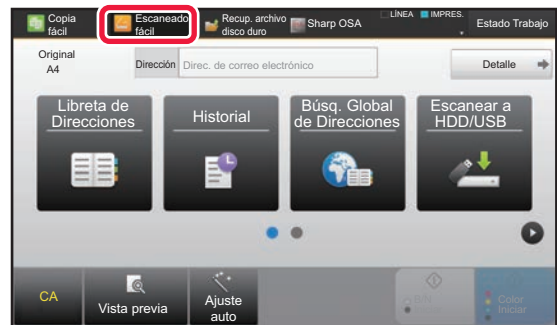 Copia
fácil
Escaneado
fácil
Recup. archivo
disco duro
Sharp OSA
LÍNEA
IMPRES.
Estado Trabajo
Original
A4
Dirección
Direc. de correo electrónico
Detalle
Libreta de
Direcciones
Historial
Búsq. Global
de Direcciones
Escanear a
HDD/USB
CA
Vista previa
Ajuste
auto
B/N
Iniciar
Color
Iniciar